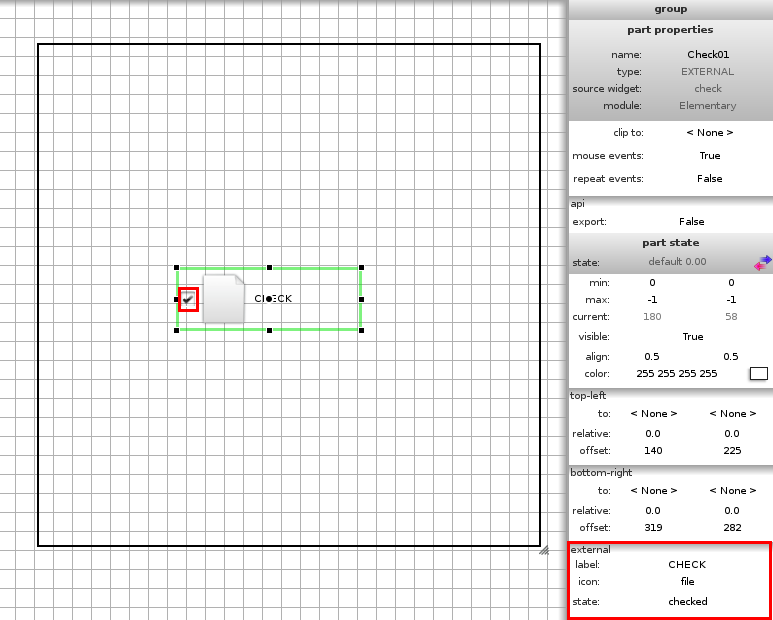 group
part properties
name: Check01
type: EXTERNAL
source widget: check
module: Elementary
clip to: < None >
mouse events: True
repeat events: False
api
export: False
part state
state: default 0.00
min: 0 0
max: -1 -1
current: 180 58
visible: True
align: 0.5 0.5
color: 255 255 255 255
top-left
to: < None > < None >
relative: 0.0 0.0
offset: 140 225
bottom-right
to: < None > < None >
relative: 0.0 0.0
offset: 319 282
external
label: CHECK
icon: file
state: checked
CHECK